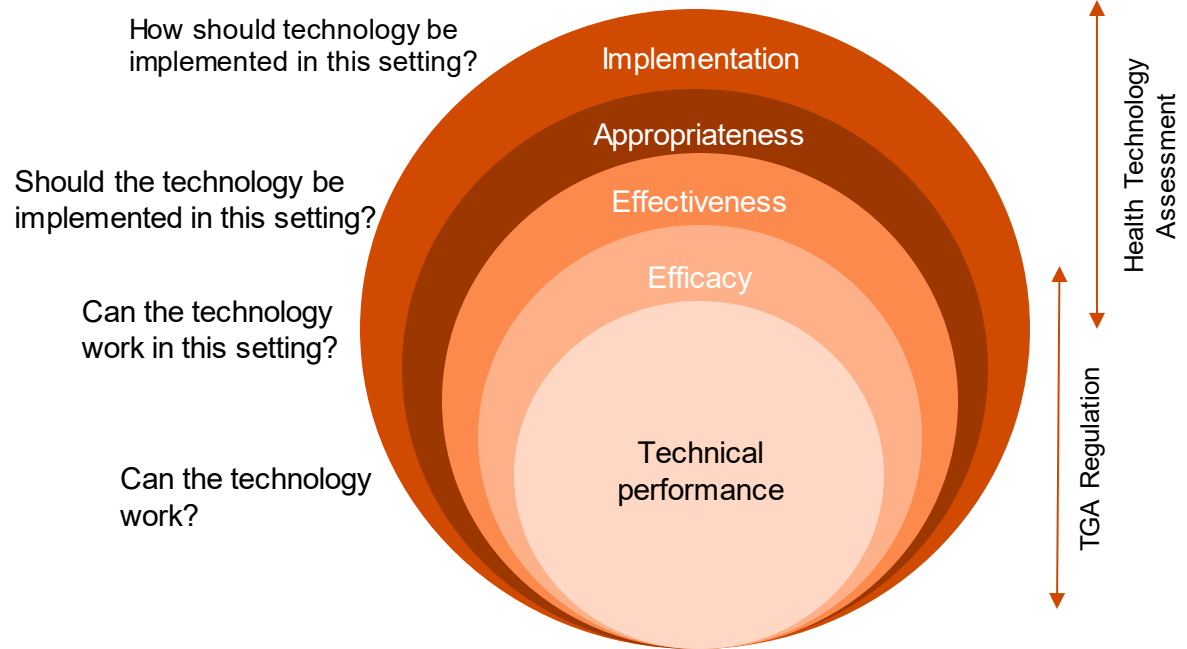 How should technology be
implemented in this setting?
Implementation
Appropriateness
Should the technology be
implemented in this setting?
Effectiveness
Efficacy
Can the technology
work in this setting?
Can the technology
work?
Technical
performance
Health Technology
Assessment
TGA Regulation